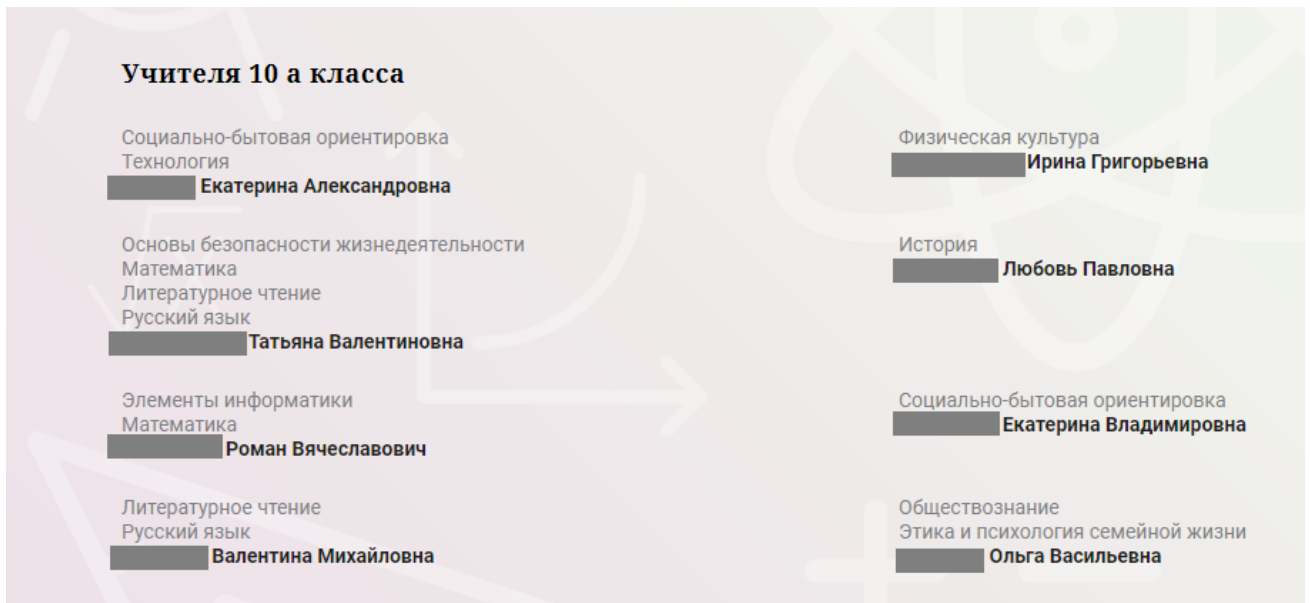 Учителя 10 а класса
Социально-бытовая ориентировка
Технология
Екатерина Александровна
Основы безопасности жизнедеятельности
Математика
Литературное чтение
Русский язык
Татьяна Валентиновна
Элементы информатики
Математика
Роман Вячеславович
Литературное чтение
Русский язык
Валентина Михайловна
Физическая культура
Ирина Григорьевна
История
Любовь Павловна
Социально-бытовая ориентировка
Екатерина Владимировна
Обществознание
Этика и психология семейной жизни
Ольга Васильевна